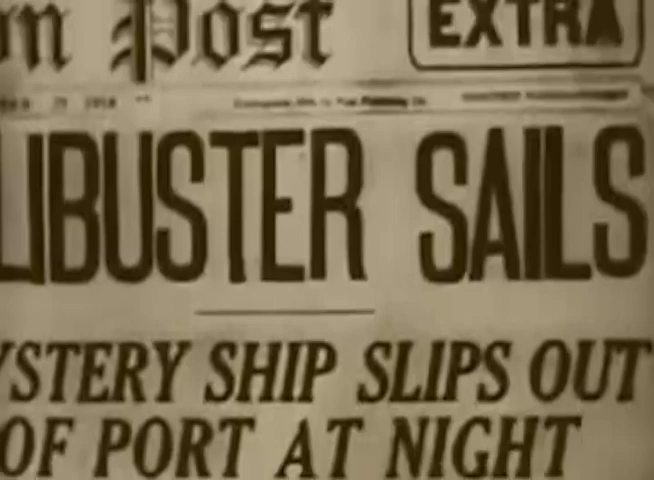 n Post
EXTRA
LIBUSTER SAILS
YSTERY SHIP SLIPS OUT
OF PORT AT NIGHT